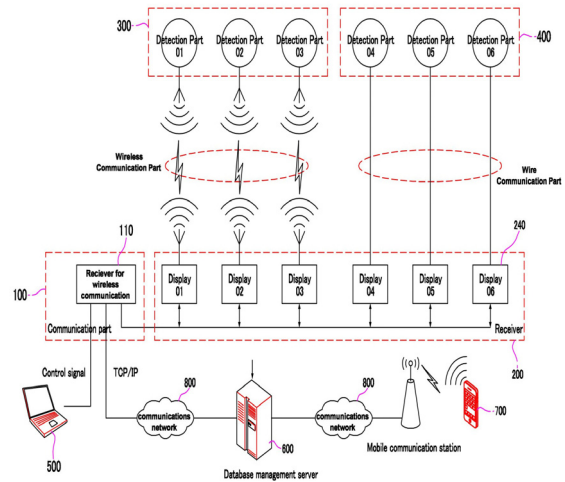 300
Detection Part
01
Detection Part
02
Detection Part
03
Detection Part
04
Detection Part
05
Detection Part
06
400
Wireless
Communication Part
Wire
Communication Part
110
240
100
Reciever for
wireless
communication
Communication part
Display
01
Display
02
Display
03
Display
04
Display
05
Display
06
Receiver
200
Control signal
TCP/IP
800
communications
network
600
800
communications
network
700
500
Mobile communication station
Database management server